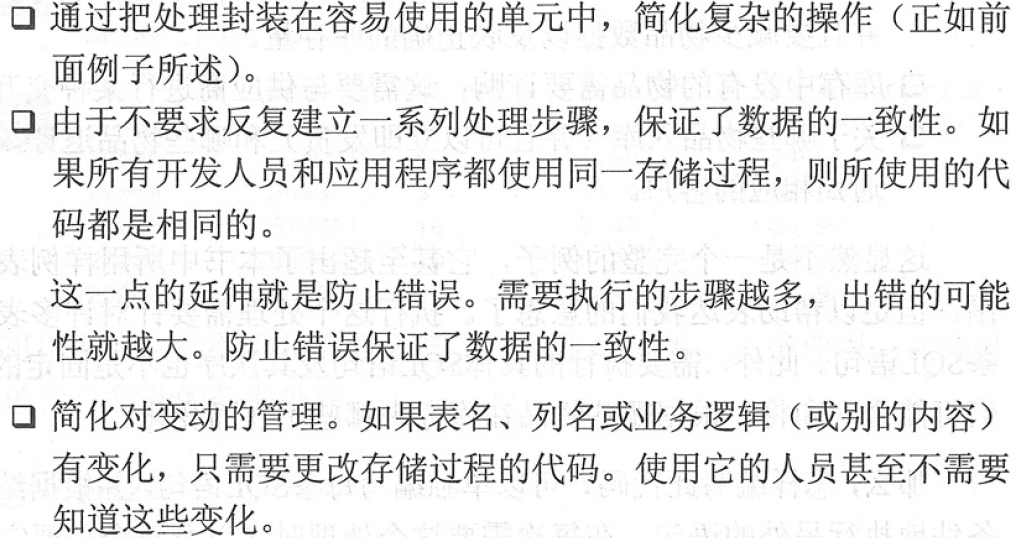 ❑ 通过把处理封装在容易使用的单元中，简化复杂的操作（正如前
面例子所述）。
❑ 由于不要求反复建立一系列处理步骤，保证了数据的一致性。如
果所有开发人员和应用程序都使用同一存储过程，则所使用的代
码都是相同的。
这一点的延伸就是防止错误。需要执行的步骤越多，出错的可能
性就越大。防止错误保证了数据的一致性。
❑ 简化对变动的管理。如果表名、列名或业务逻辑（或别的内容）
有变化，只需要更改存储过程的代码。使用它的人员甚至不需要
知道这些变化。